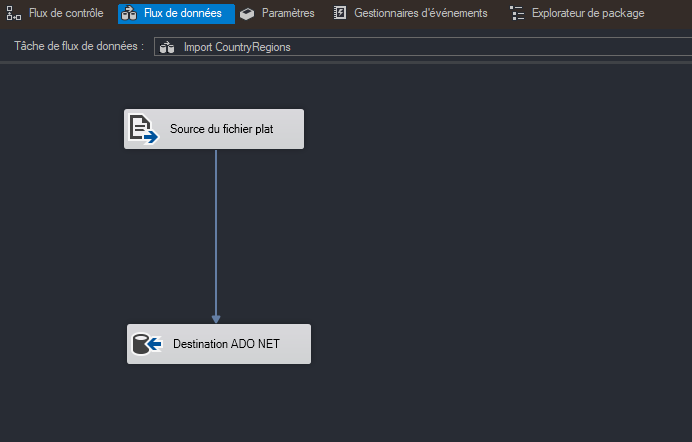 Flux de contrôle Flux de données Paramètres Gestionnaires d'événements Explorateur de package
Tâche de flux de données : Import CountryRegions
Source du fichier plat
Destination ADO NET